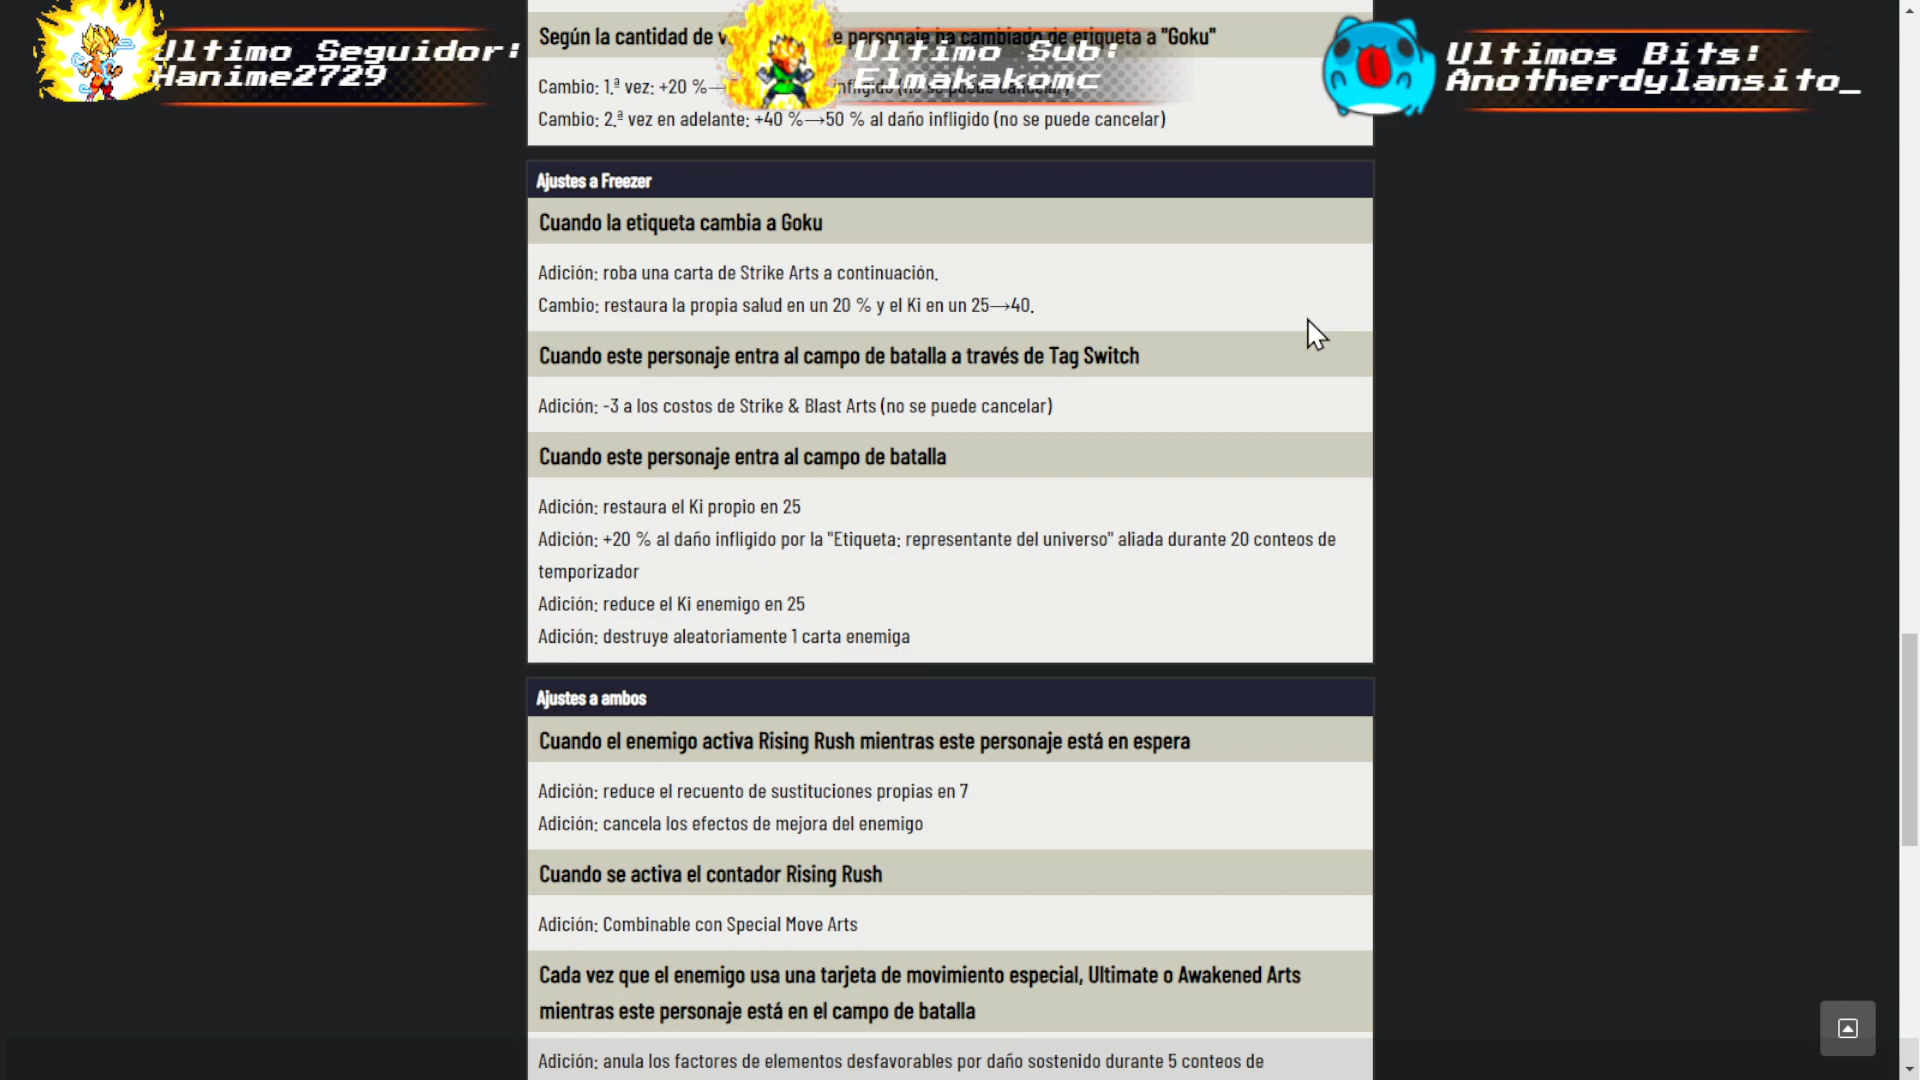 Ultimo Seguidor:
Hanime2729
Ultimo Sub:
Elmakakomc
Ultimos Bits:
Anotherdylansito_
Según la cantidad de personaje ha cambiado de etiqueta a "Goku"
Cambio: 1.ª vez: +20 %→ infligido (no se puede cancelar)
Cambio: 2.ª vez en adelante: +40 %→50 % al daño infligido (no se puede cancelar)
Ajustes a Freezer
Cuando la etiqueta cambia a Goku
Adición: roba una carta de Strike Arts a continuación.
Cambio: restaura la propia salud en un 20 % y el Ki en un 25→40.
Cuando este personaje entra al campo de batalla a través de Tag Switch
Adición: -3 a los costos de Strike & Blast Arts (no se puede cancelar)
Cuando este personaje entra al campo de batalla
Adición: restaura el Ki propio en 25
Adición: +20 % al daño infligido por la "Etiqueta: representante del universo" aliada durante 20 conteos de
temporizador
Adición: reduce el Ki enemigo en 25
Adición: destruye aleatoriamente 1 carta enemiga
Ajustes a ambos
Cuando el enemigo activa Rising Rush mientras este personaje está en espera
Adición: reduce el recuento de sustituciones propias en 7
Adición: cancela los efectos de mejora del enemigo
Cuando se activa el contador Rising Rush
Adición: Combinable con Special Move Arts
Cada vez que el enemigo usa una tarjeta de movimiento especial, Ultimate o Awakened Arts
mientras este personaje está en el campo de batalla
Adición: anula los factores de elementos desfavorables por daño sostenido durante 5 conteos de